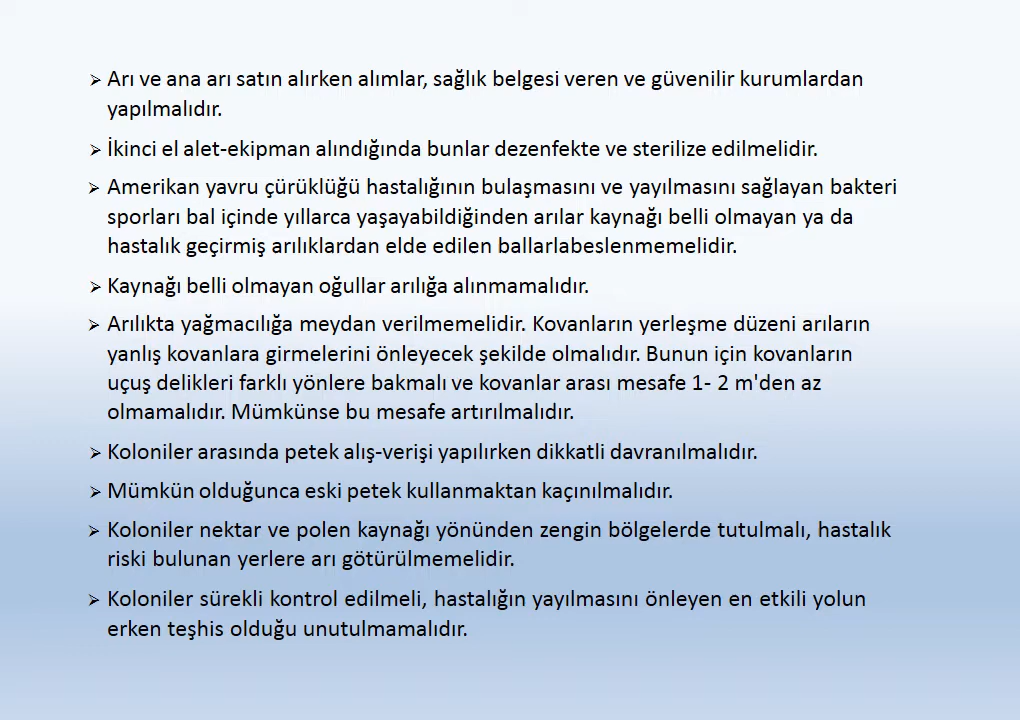 ➢ Arı ve ana arı satın alırken alımlar, sağlık belgesi veren ve güvenilir kurumlardan
yapılmalıdır.
➢ İkinci el alet-ekipman alındığında bunlar dezenfekte ve sterilize edilmelidir.
➢ Amerikan yavru çürüklüğü hastalığının bulaşmasını ve yayılmasını sağlayan bakteri
sporları bal içinde yıllarca yaşayabildiğinden arılar kaynağı belli olmayan ya da
hastalık geçirmiş arılıklardan elde edilen ballarlabeslenmemelidir.
➢ Kaynağı belli olmayan oğullar arılığa alınmamalıdır.
➢ Arılıkta yağmacılığa meydan verilmemelidir. Kovanların yerleşme düzeni arıların
yanlış kovanlara girmelerini önleyecek şekilde olmalıdır. Bunun için kovanların
uçuş delikleri farklı yönlere bakmalı ve kovanlar arası mesafe 1- 2 m'den az
olmamalıdır. Mümkünse bu mesafe artırılmalıdır.
➢ Koloniler arasında petek alış-verişi yapılırken dikkatli davranılmalıdır.
➢ Mümkün olduğunca eski petek kullanmaktan kaçınılmalıdır.
➢ Koloniler nektar ve polen kaynağı yönünden zengin bölgelerde tutulmalı, hastalık
riski bulunan yerlere arı götürülmemelidir.
➢ Koloniler sürekli kontrol edilmeli, hastalığın yayılmasını önleyen en etkili yolun
erken teşhis olduğu unutulmamalıdır.